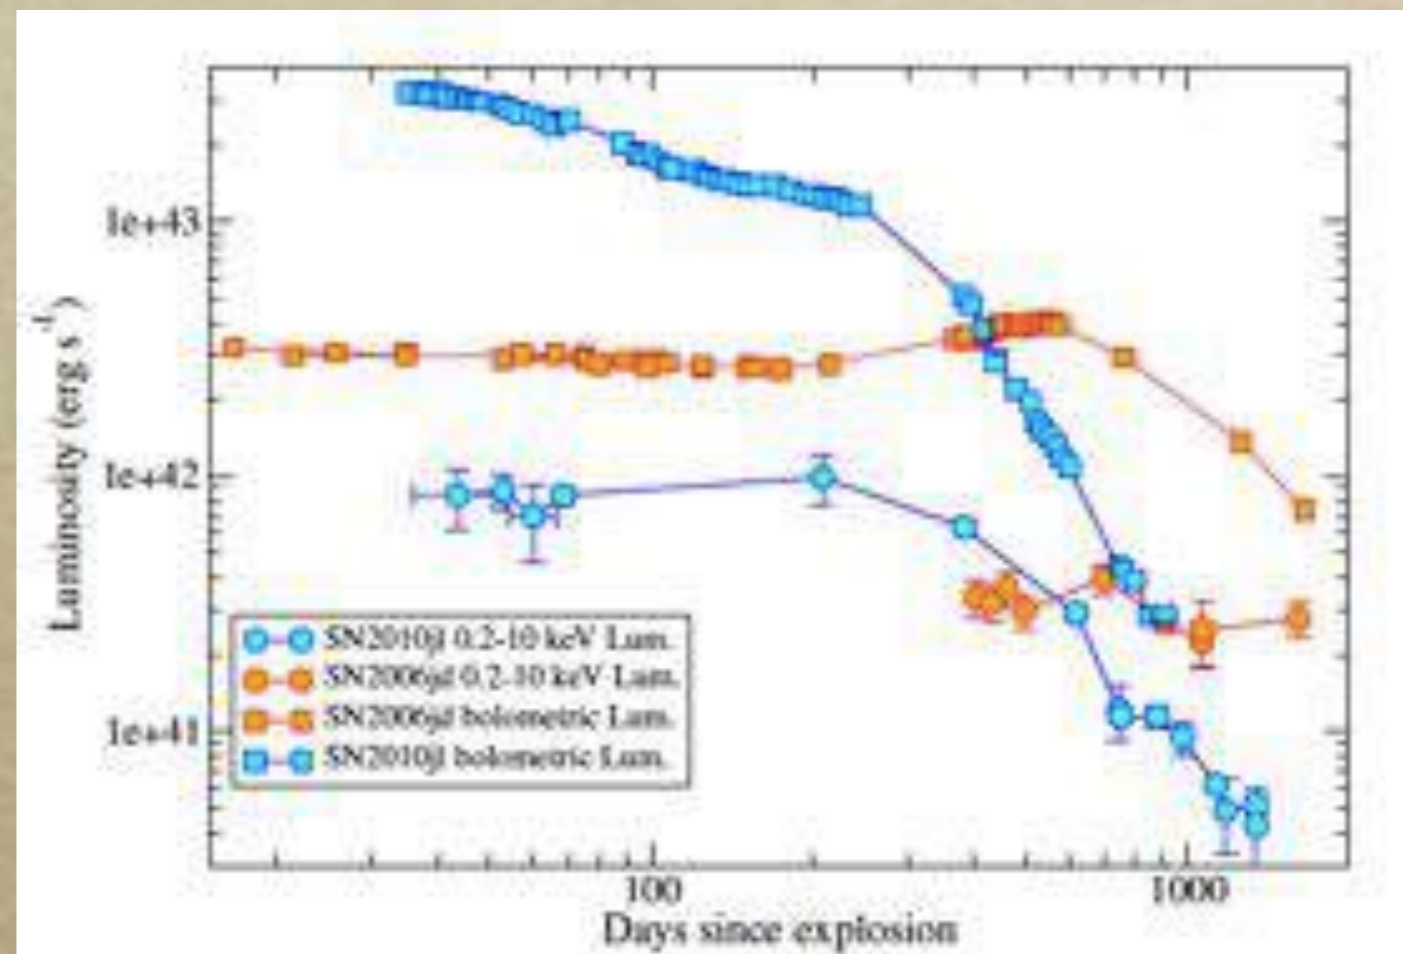 1e+43
1e+42
1e+41
Luminosity (erg s⁻¹)
SN2010jl 0.2-10 keV Lum.
SN2006jd 0.2-10 keV Lum.
SN2006jd bolometric Lum.
SN2010jl bolometric Lum.
100
1000
Days since explosion